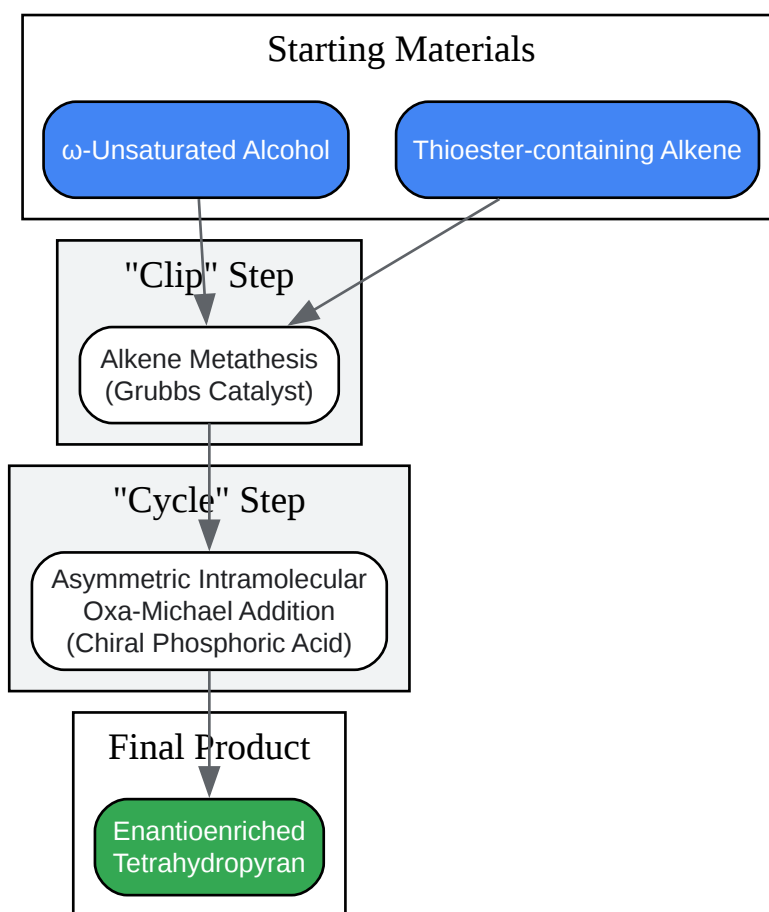 Starting Materials
ω-Unsaturated Alcohol
Thioester-containing Alkene
"Clip" Step
Alkene Metathesis
(Grubbs Catalyst)
"Cycle" Step
Asymmetric Intramolecular
Oxa-Michael Addition
(Chiral Phosphoric Acid)
Final Product
Enantioenriched
Tetrahydropyran